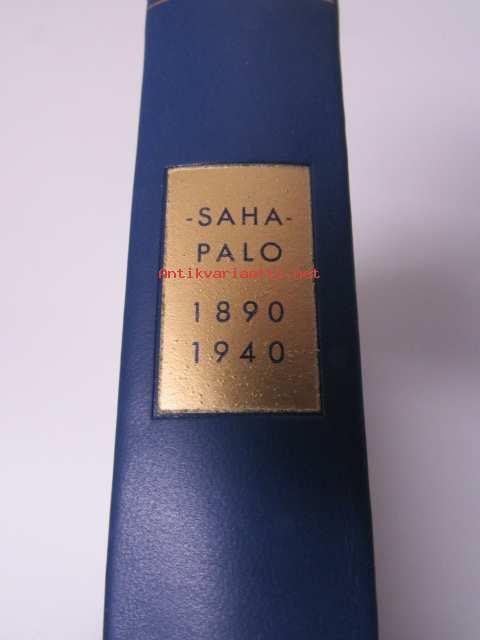 -SAHA-
PALO
Antikvariaatti.net
1890
1940